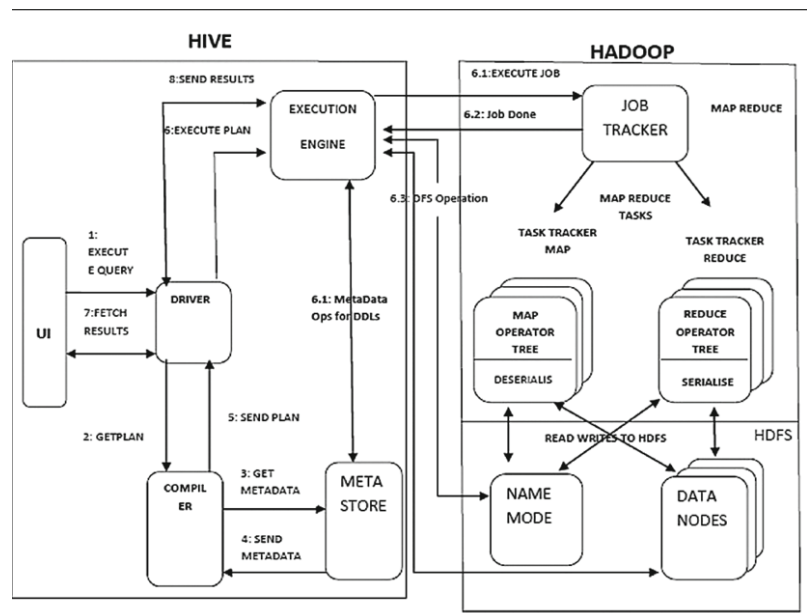 HIVE
HADOOP
8:SEND RESULTS
6:EXECUTE PLAN
EXECUTION
ENGINE
6.1:EXECUTE JOB
6.2: Job Done
JOB
TRACKER
MAP REDUCE
6.3: DFS Operation
MAP REDUCE
TASKS
TASK TRACKER
MAP
TASK TRACKER
REDUCE
1:
EXECUT
E QUERY
UI
7:FETCH
RESULTS
DRIVER
6.1: MetaData
Ops for DDLs
MAP
OPERATOR
TREE
DESERIALIS
REDUCE
OPERATOR
TREE
SERIALISE
5: SEND PLAN
2: GETPLAN
READ WRITES TO HDFS
HDFS
COMPIL
ER
3: GET
METADATA
4: SEND
METADATA
META
STORE
NAME
MODE
DATA
NODES